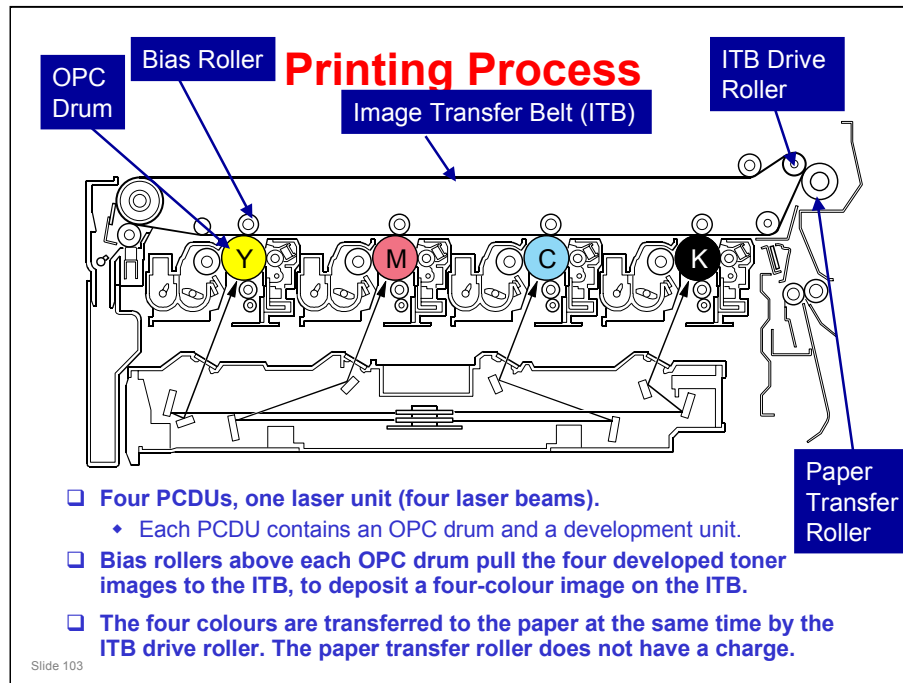 Printing Process
OPC
Drum
Bias Roller
Image Transfer Belt (ITB)
ITB Drive
Roller
Y
M
C
K
Paper
Transfer
Roller
❑ Four PCDUs, one laser unit (four laser beams).
◆ Each PCDU contains an OPC drum and a development unit.
❑ Bias rollers above each OPC drum pull the four developed toner
images to the ITB, to deposit a four-colour image on the ITB.
❑ The four colours are transferred to the paper at the same time by the
ITB drive roller. The paper transfer roller does not have a charge.
Slide 103